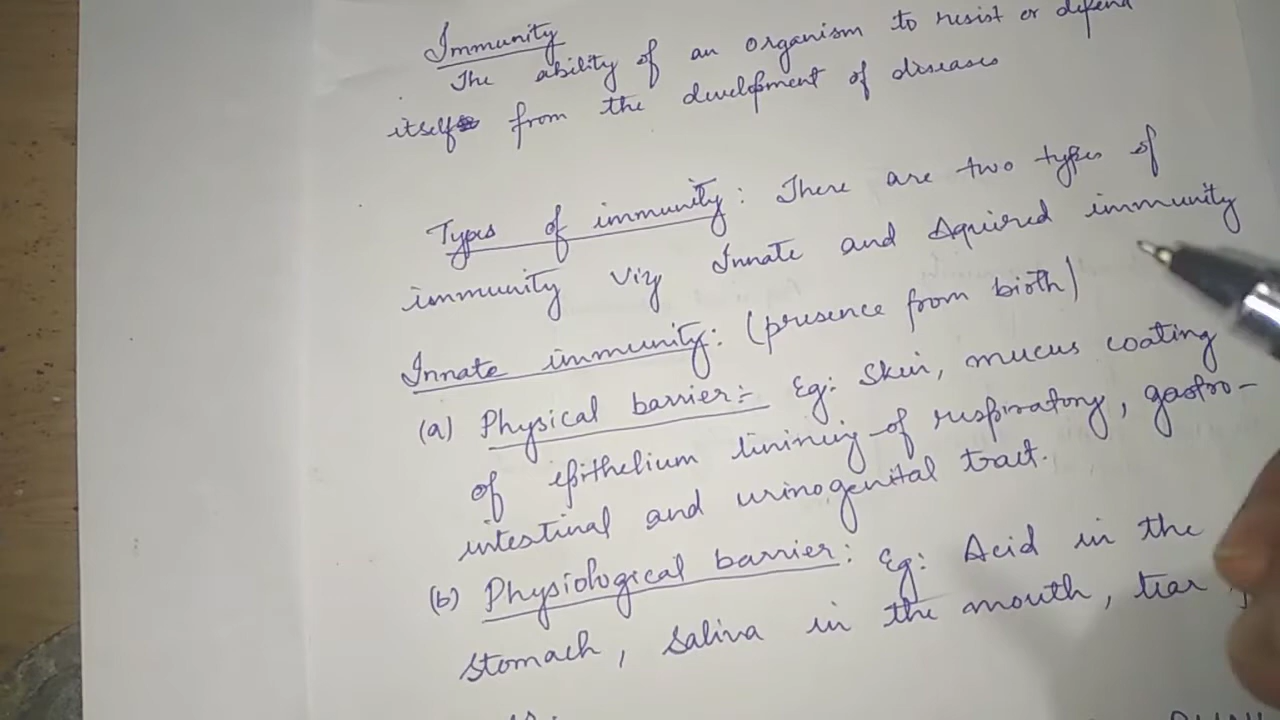 Immunity
The ability of an organism to resist or defend
itself from the development of diseases
Types of immunity: There are two types of
immunity viz Innate and Aquired immunity
Innate immunity: (presence from birth)
(a) Physical barrier:- Eg: Skin, mucus coating
of epithelium linining of respiratory, gastro-
intestinal and urinogenital tract.
(b) Physiological barrier: Eg: Acid in the
stomach, saliva in the mouth, tear